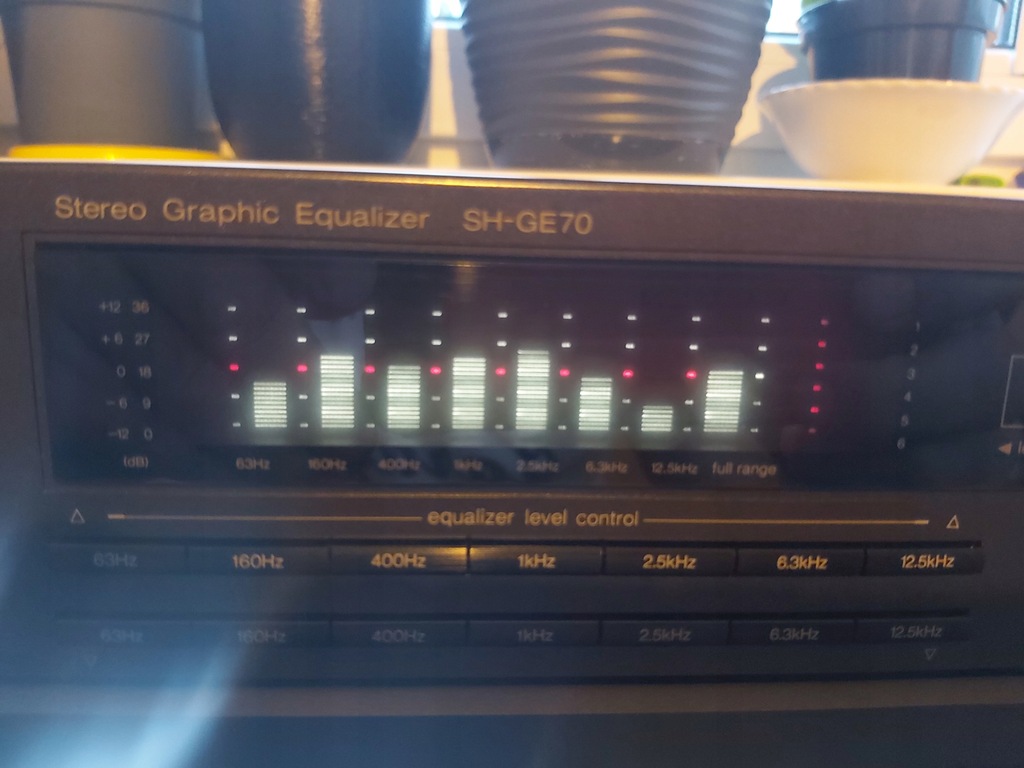 Stereo Graphic Equalizer SH-GE70
+12 36
+6 27
0 18
-6 9
-12 0
(dB)
1
2
3
4
5
6
63Hz 160Hz 400Hz 1kHz 2.5kHz 6.3kHz 12.5kHz full range
equalizer level control
63Hz 160Hz 400Hz 1kHz 2.5kHz 6.3kHz 12.5kHz
63Hz 160Hz 400Hz 1kHz 2.5kHz 6.3kHz 12.5kHz